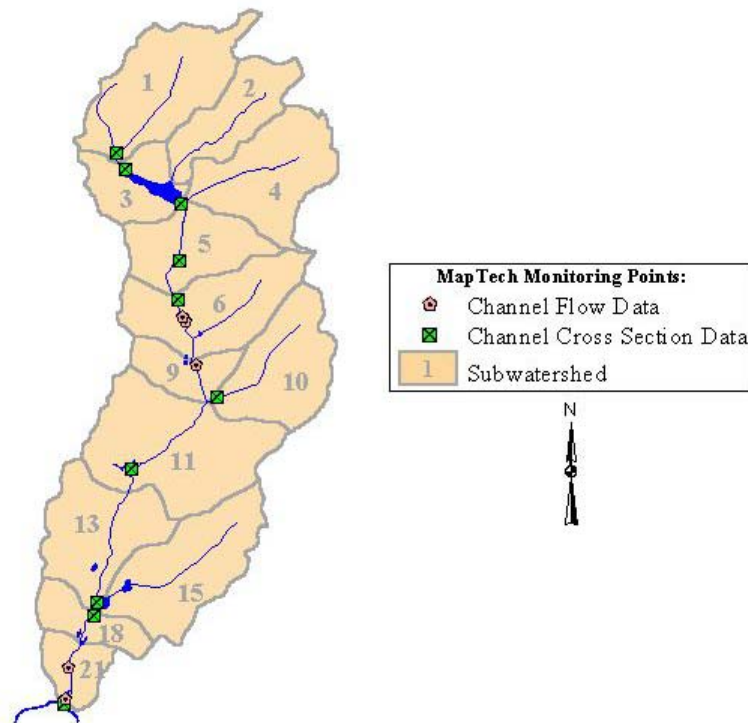 1
2
3
4
5
6
9
10
11
13
15
18
21
MapTech Monitoring Points:
Channel Flow Data
Channel Cross Section Data
1 Subwatershed
N